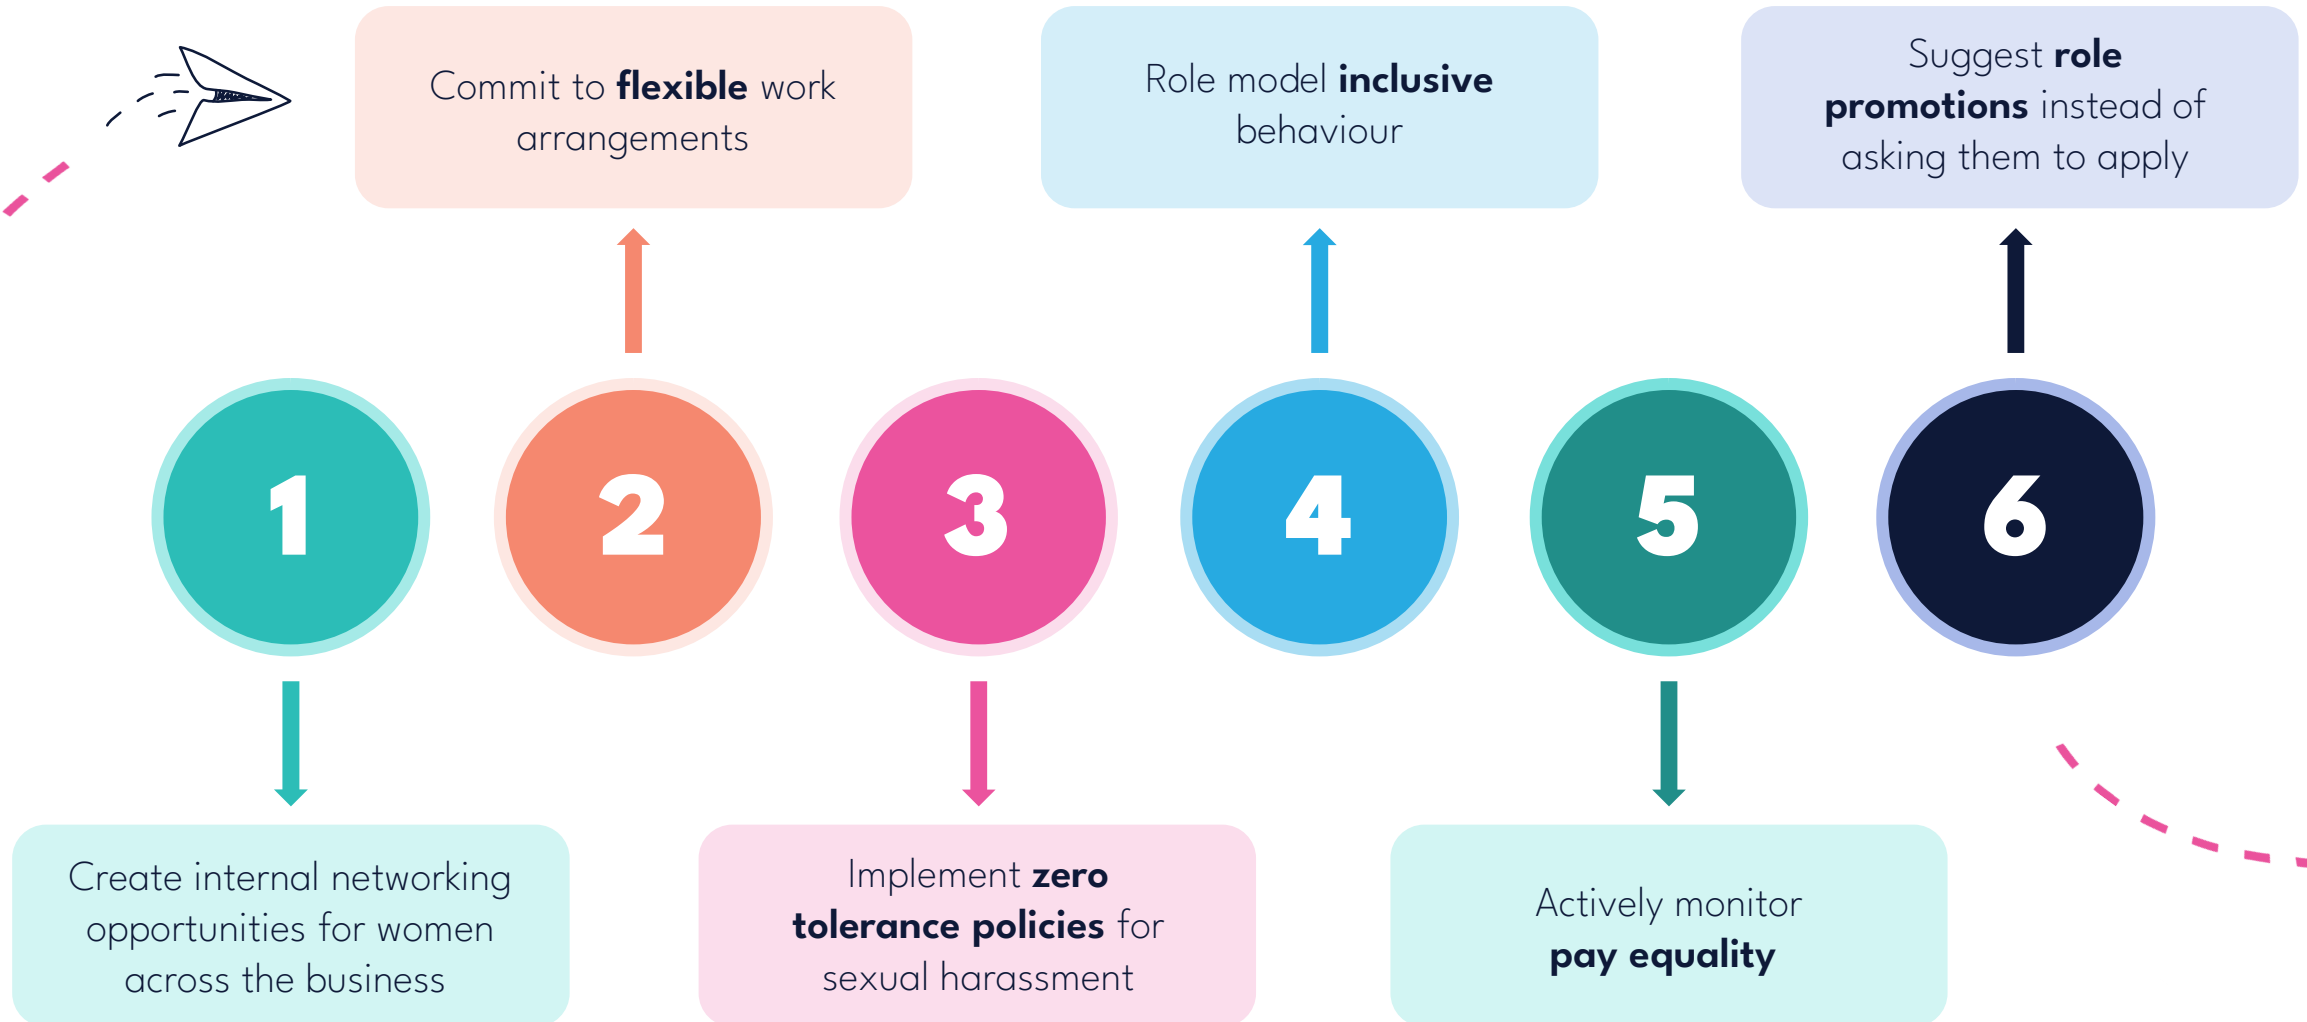 Commit to flexible work
arrangements
Role model inclusive
behaviour
Suggest role
promotions instead of
asking them to apply
1
2
3
4
5
6
Create internal networking
opportunities for women
across the business
Implement zero
tolerance policies for
sexual harassment
Actively monitor
pay equality